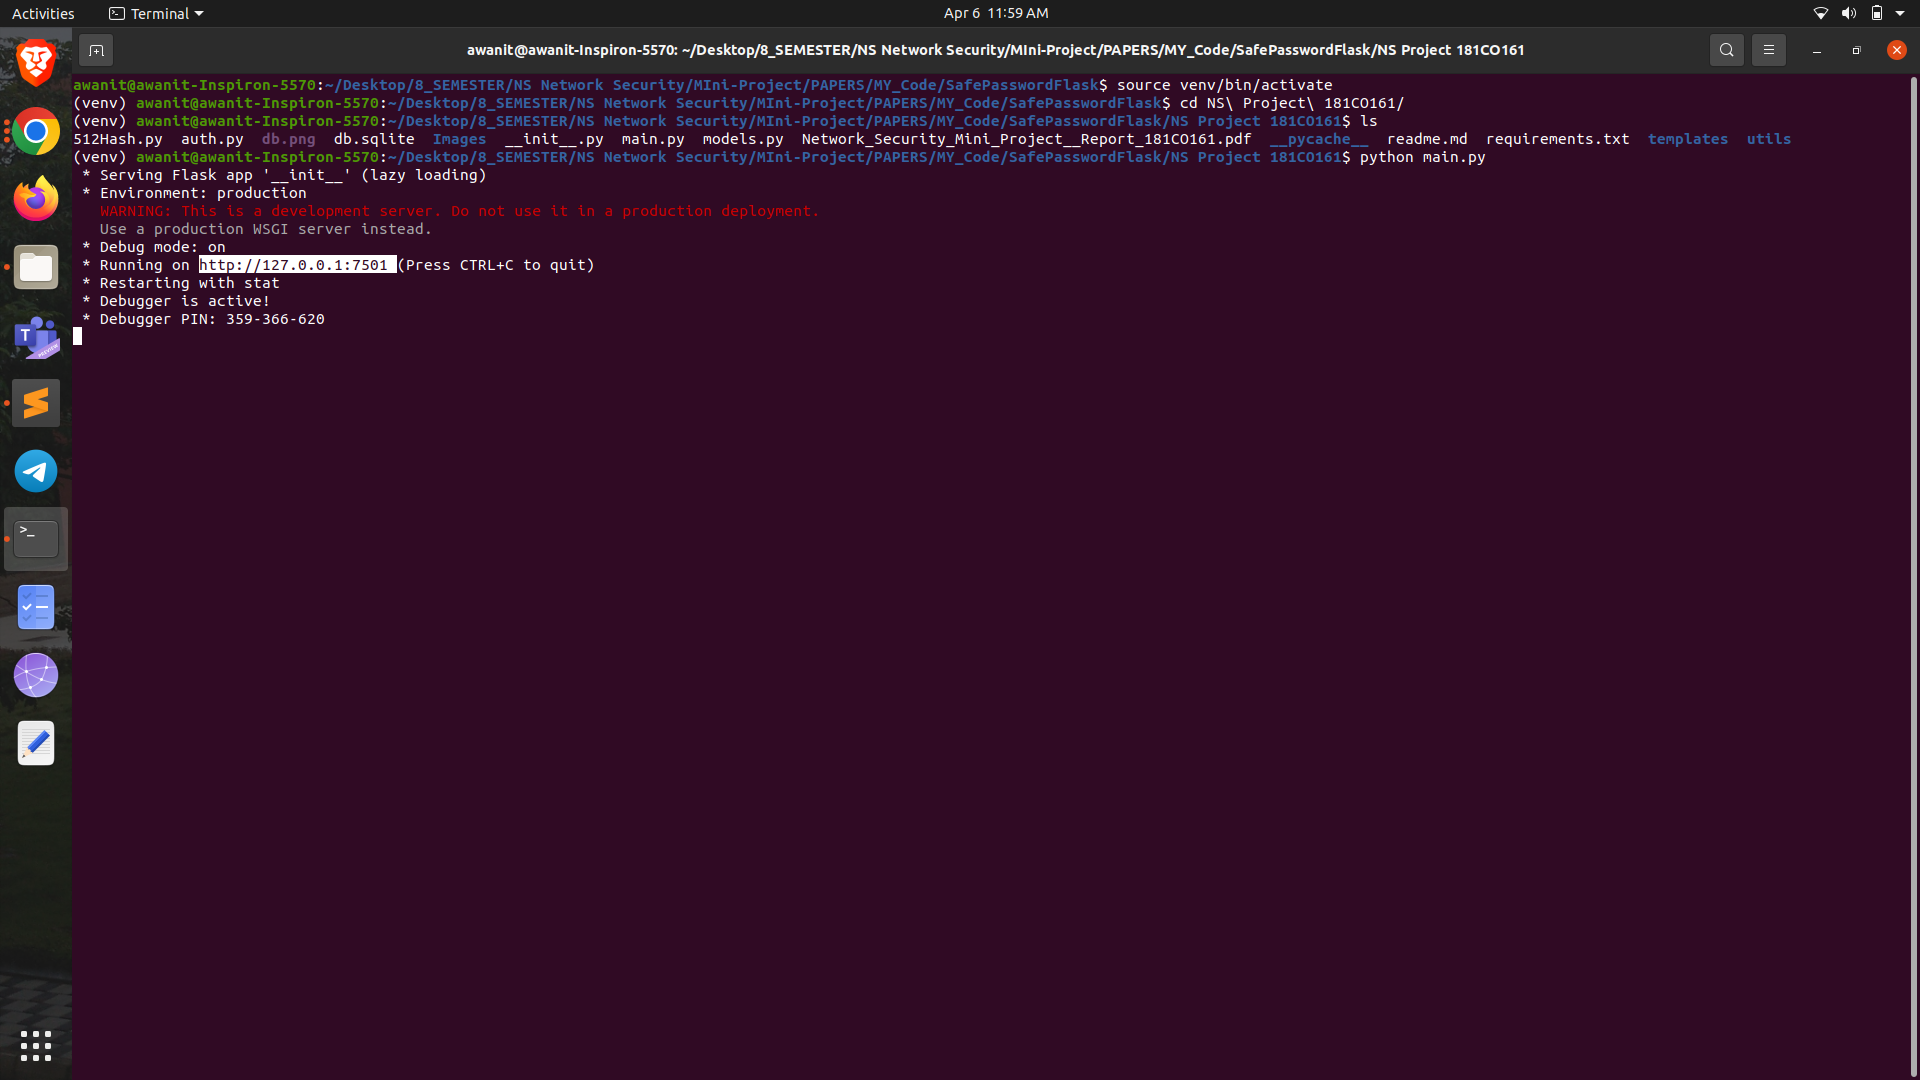 Activities Terminal Apr 6 11:59 AM
awanit@awanit-Inspiron-5570: ~/Desktop/8_SEMESTER/NS Network Security/MIni-Project/PAPERS/MY_Code/SafePasswordFlask/NS Project 181CO161
awanit@awanit-Inspiron-5570:~/Desktop/8_SEMESTER/NS Network Security/MIni-Project/PAPERS/MY_Code/SafePasswordFlask$ source venv/bin/activate
(venv) awanit@awanit-Inspiron-5570:~/Desktop/8_SEMESTER/NS Network Security/MIni-Project/PAPERS/MY_Code/SafePasswordFlask$ cd NS\ Project\ 181CO161/
(venv) awanit@awanit-Inspiron-5570:~/Desktop/8_SEMESTER/NS Network Security/MIni-Project/PAPERS/MY_Code/SafePasswordFlask/NS Project 181CO161$ ls
512Hash.py auth.py db.png db.sqlite Images __init__.py main.py models.py Network_Security_Mini_Project__Report_181CO161.pdf __pycache__ readme.md requirements.txt templates utils
(venv) awanit@awanit-Inspiron-5570:~/Desktop/8_SEMESTER/NS Network Security/MIni-Project/PAPERS/MY_Code/SafePasswordFlask/NS Project 181CO161$ python main.py
* Serving Flask app '__init__' (lazy loading)
* Environment: production
WARNING: This is a development server. Do not use it in a production deployment.
Use a production WSGI server instead.
* Debug mode: on
* Running on http://127.0.0.1:7501 (Press CTRL+C to quit)
* Restarting with stat
* Debugger is active!
* Debugger PIN: 359-366-620